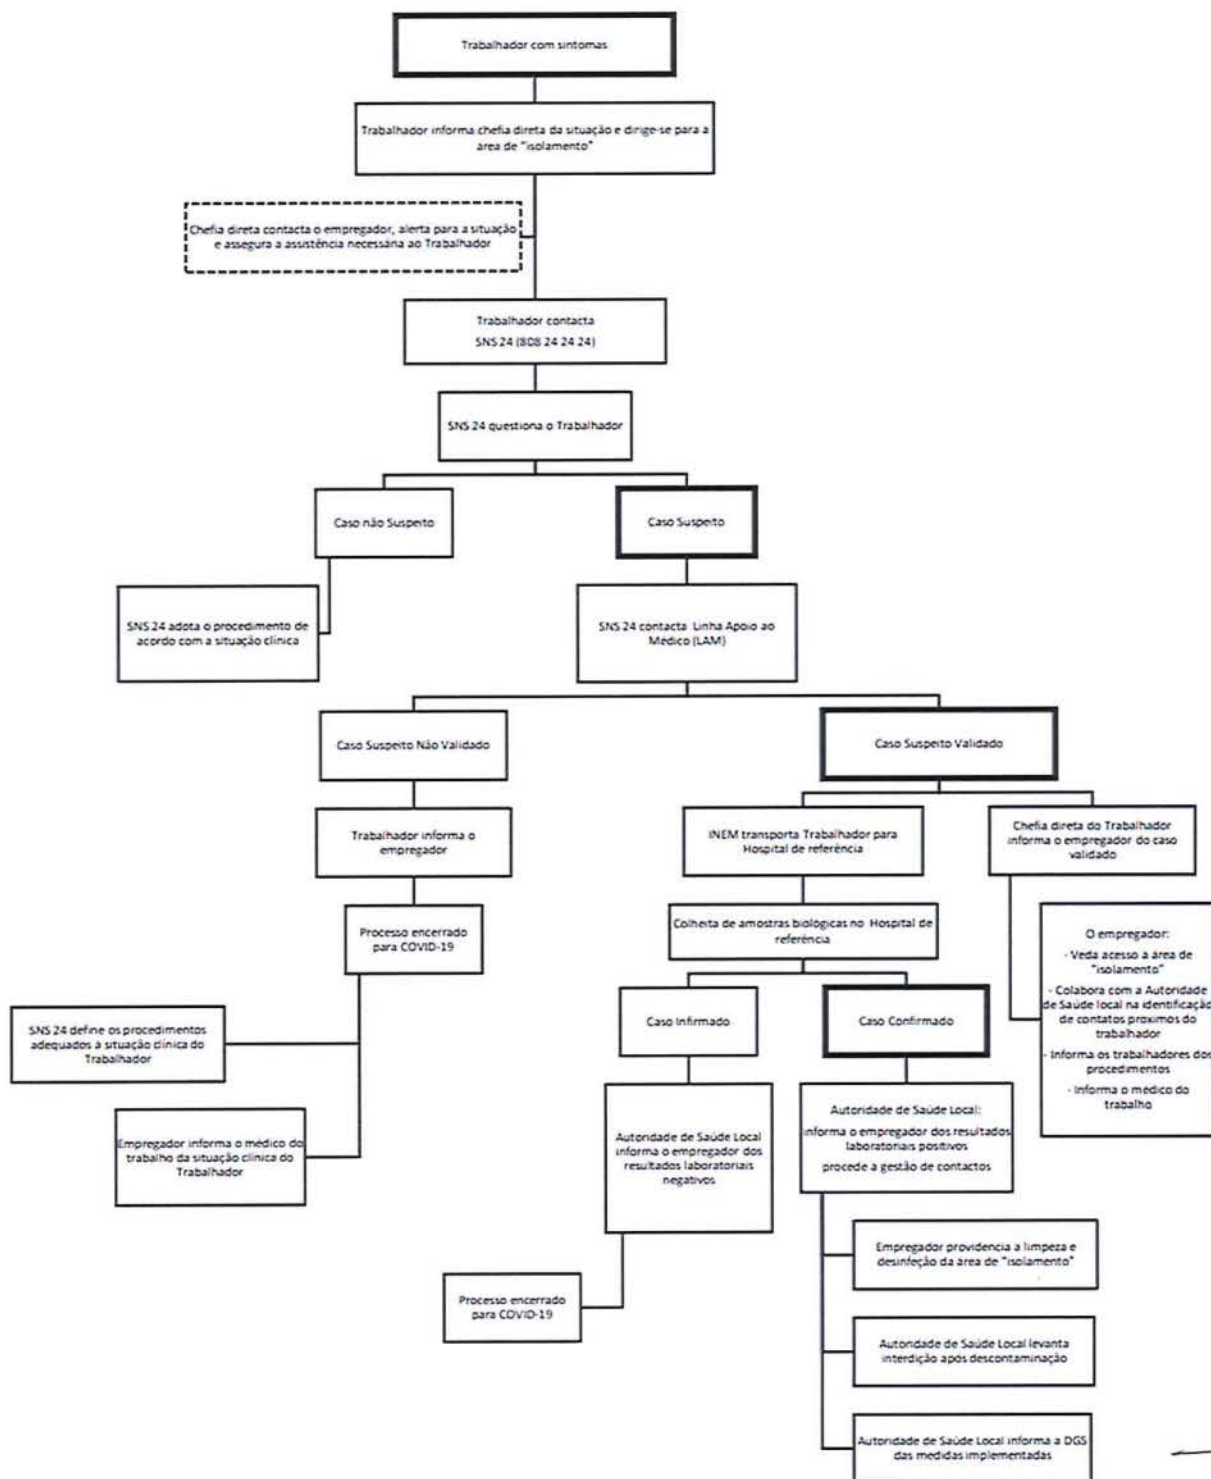 Trabalhador com sintomas
Trabalhador informa chefia direta da situação e dirige-se para a
área de "isolamento"
Chefia direta contacta o empregador, alerta para a situação
e assegura a assistência necessária ao Trabalhador
Trabalhador contacta
SNS 24 (808 24 24 24)
SNS 24 questiona o Trabalhador
Caso não Suspeito
Caso Suspeito
SNS 24 adota o procedimento de
acordo com a situação clínica
SNS 24 contacta Linha Apoio ao
Médico (LAM)
Caso Suspeito Não Validado
Caso Suspeito Validado
Trabalhador informa o
empregador
INEM transporta Trabalhador para
Hospital de referência
Chefia direta do Trabalhador
informa o empregador do caso
validado
Processo encerrado
para COVID-19
Colheita de amostras biológicas no Hospital de
referência
O empregador:
- Veda acesso à área de
"isolamento"
- Colabora com a Autoridade
de Saúde local na identificação
de contatos próximos do
trabalhador
- Informa os trabalhadores dos
procedimentos
- Informa o médico do
trabalho
SNS 24 define os procedimentos
adequados à situação clínica do
Trabalhador
Caso Infirmado
Caso Confirmado
Empregador informa o médico do
trabalho da situação clínica do
Trabalhador
Autoridade de Saúde Local
informa o empregador dos
resultados laboratoriais
negativos
Autoridade de Saúde Local:
informa o empregador dos resultados
laboratoriais positivos
procede à gestão de contactos
Empregador providencia a limpeza e
desinfeção da área de "isolamento"
Processo encerrado
para COVID-19
Autoridade de Saúde Local levanta
interdição após descontaminação
Autoridade de Saúde Local informa a DGS
das medidas implementadas